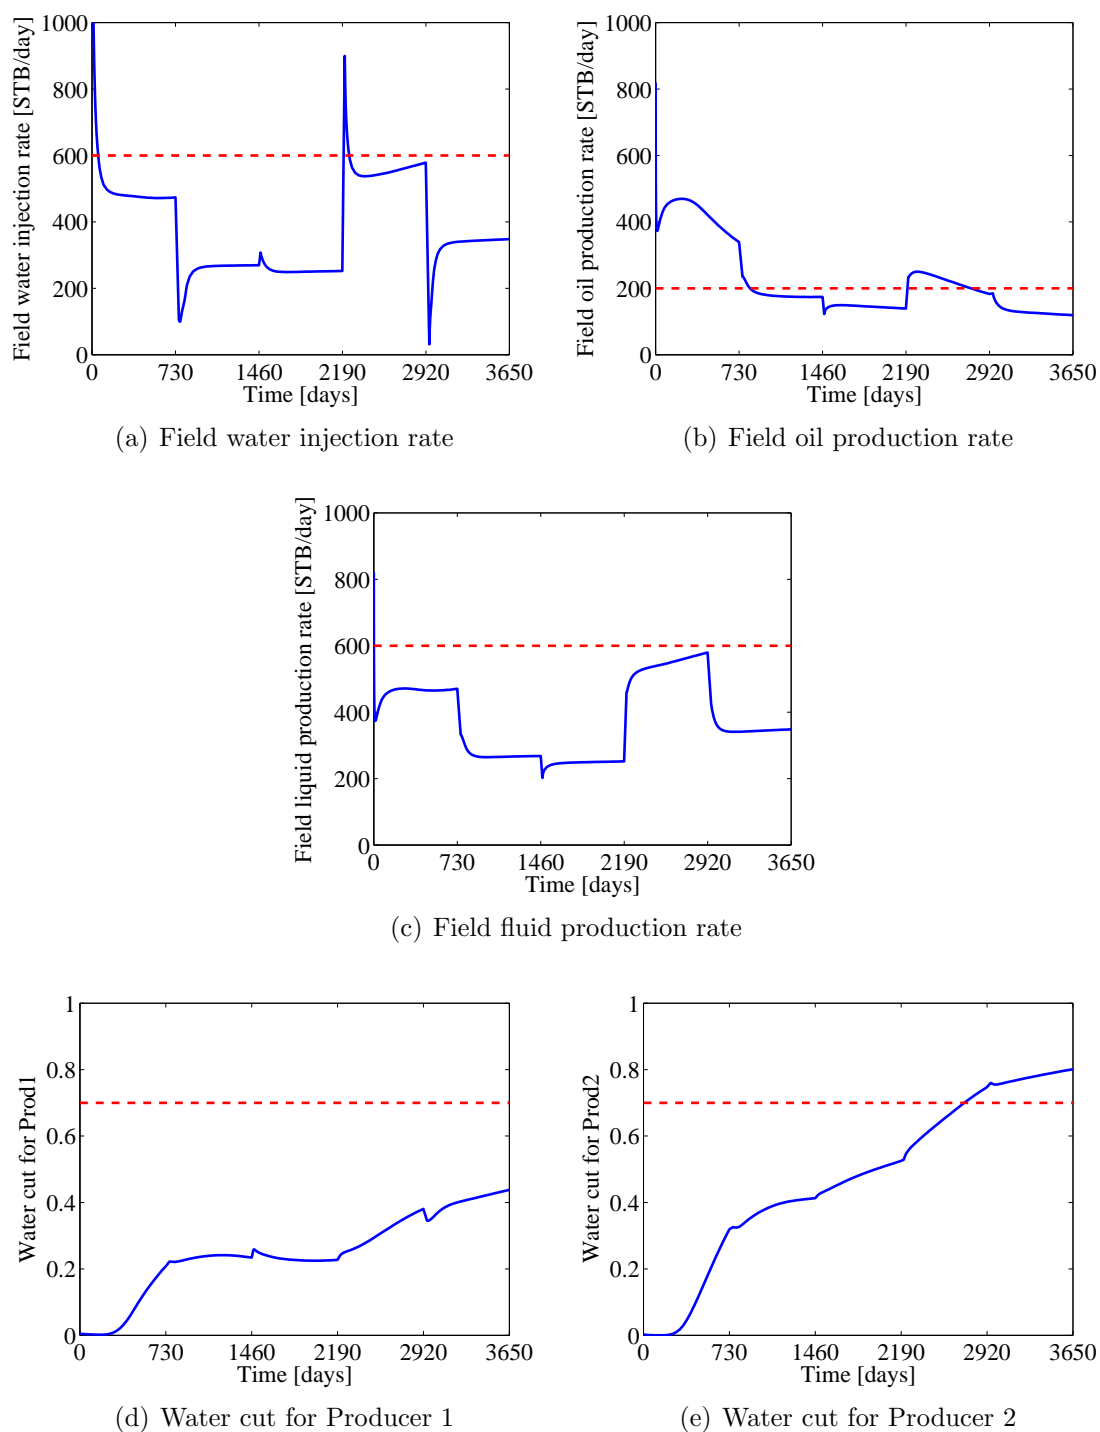 Field water injection rate [STB/day]
1000
800
600
400
200
0
0 730 1460 2190 2920 3650
Time [days]
(a) Field water injection rate
Field oil production rate [STB/day]
1000
800
600
400
200
0
0 730 1460 2190 2920 3650
Time [days]
(b) Field oil production rate
Field liquid production rate [STB/day]
1000
800
600
400
200
0
0 730 1460 2190 2920 3650
Time [days]
(c) Field fluid production rate
Water cut for Prod1
1
0.8
0.6
0.4
0.2
0
0 730 1460 2190 2920 3650
Time [days]
(d) Water cut for Producer 1
Water cut for Prod2
1
0.8
0.6
0.4
0.2
0
0 730 1460 2190 2920 3650
Time [days]
(e) Water cut for Producer 2